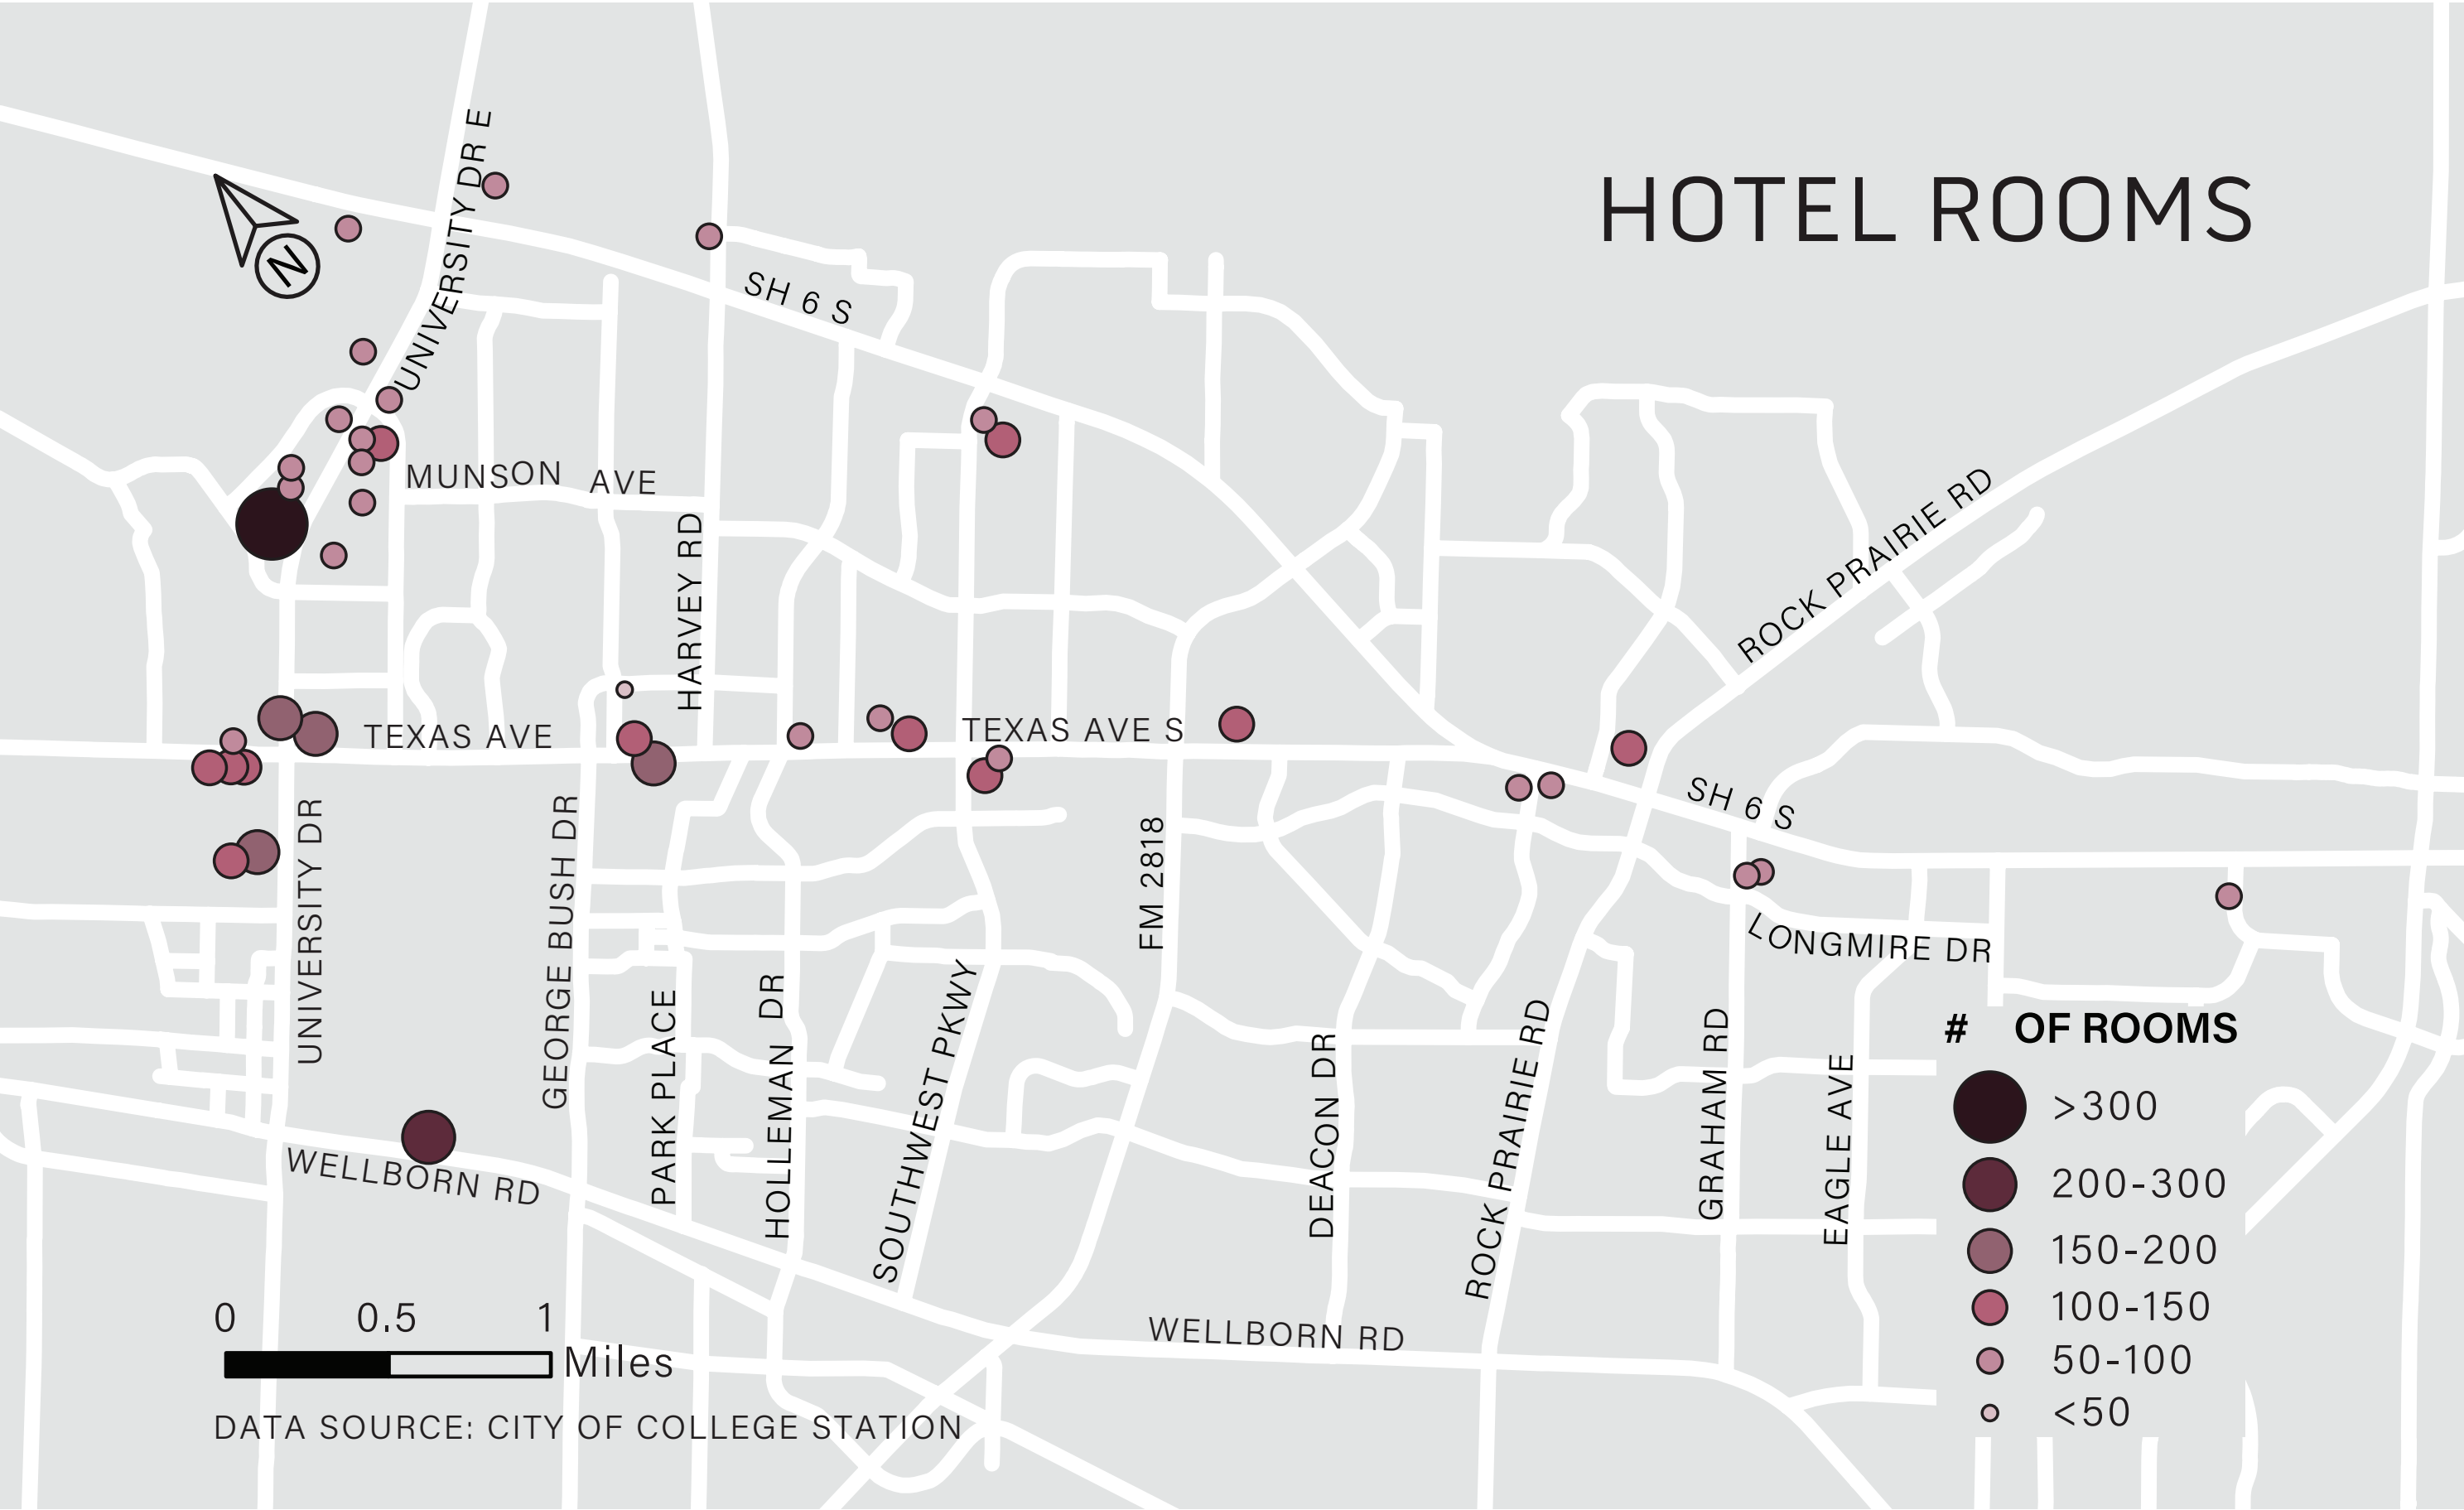 HOTEL ROOMS
N
UNIVERSITY DR E
SH 6 S
MUNSON AVE
HARVEY RD
ROCK PRAIRIE RD
TEXAS AVE
TEXAS AVE S
SH 6 S
UNIVERSITY DR
GEORGE BUSH DR
FM 2818
LONGMIRE DR
PARK PLACE
HOLLEMAN DR
SOUTHWEST PKWY
DEACON DR
ROCK PRAIRIE RD
GRAHAM RD
EAGLE AVE
WELLBORN RD
WELLBORN RD
# OF ROOMS
>300
200-300
150-200
100-150
50-100
<50
0 0.5 1
Miles
DATA SOURCE: CITY OF COLLEGE STATION